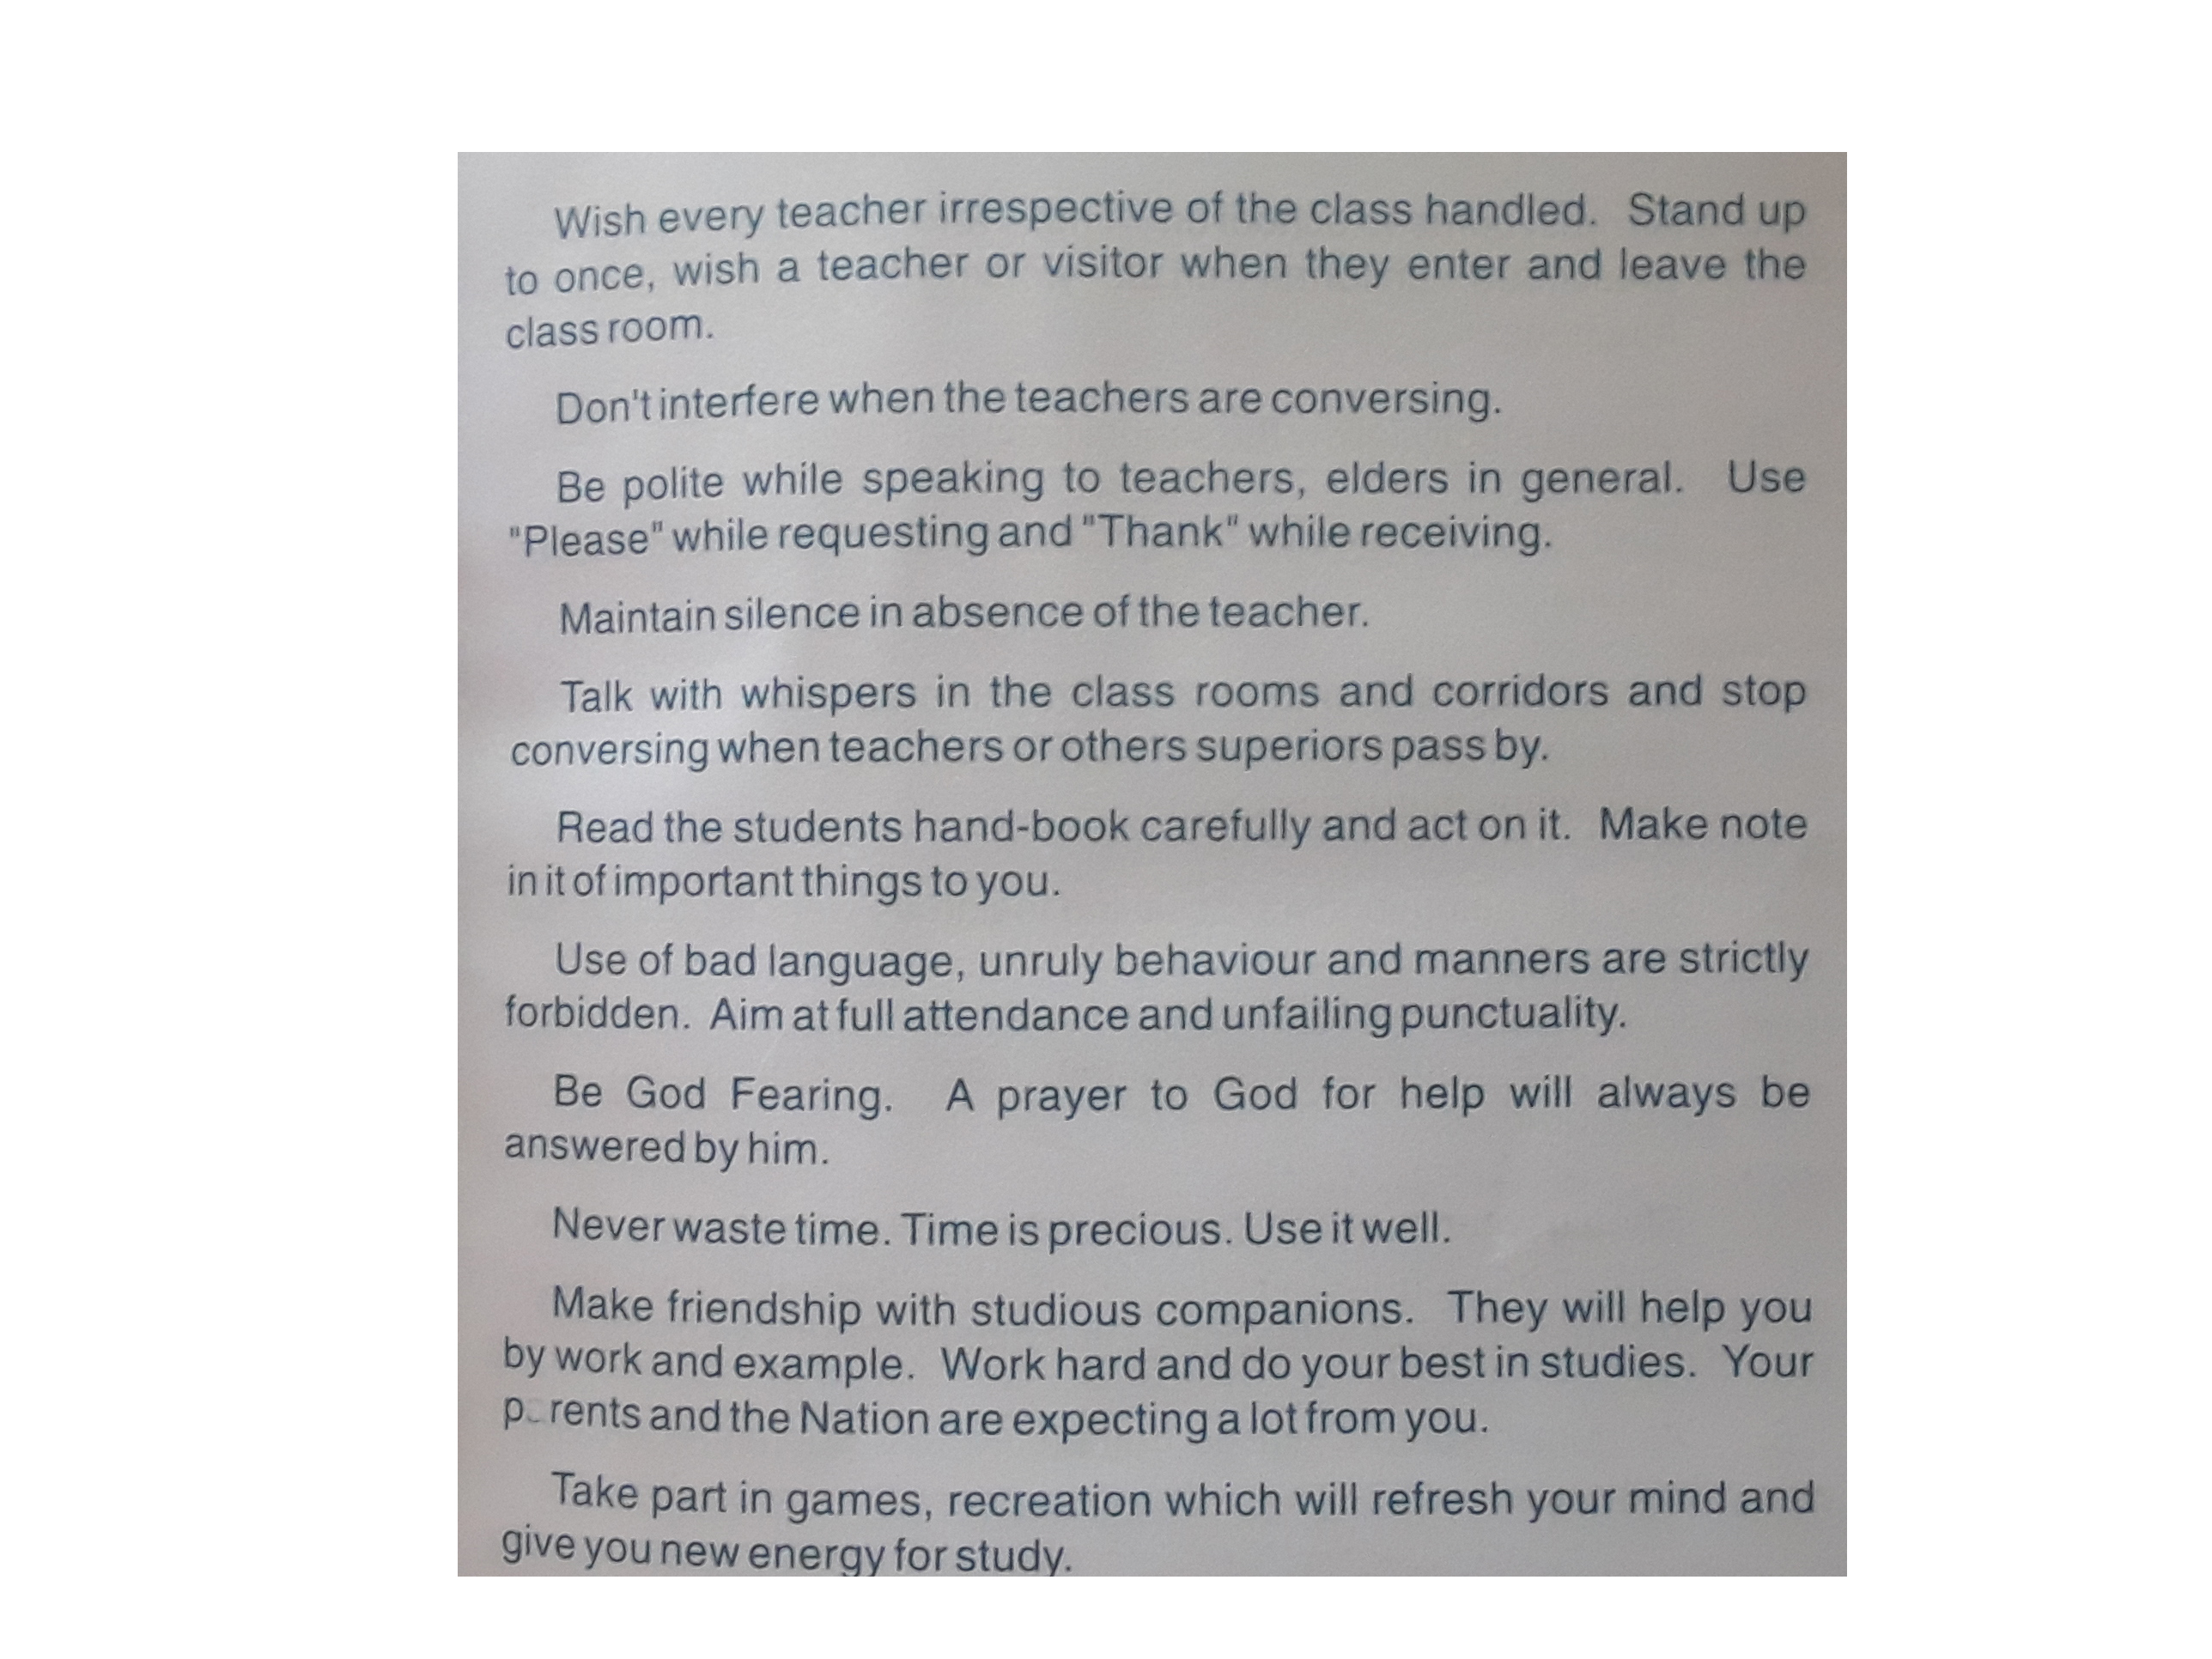 Wish every teacher irrespective of the class handled. Stand up
to once, wish a teacher or visitor when they enter and leave the
class room.
Don't interfere when the teachers are conversing.
Be polite while speaking to teachers, elders in general. Use
"Please" while requesting and "Thank" while receiving.
Maintain silence in absence of the teacher.
Talk with whispers in the class rooms and corridors and stop
conversing when teachers or others superiors pass by.
Read the students hand-book carefully and act on it. Make note
in it of important things to you.
Use of bad language, unruly behaviour and manners are strictly
forbidden. Aim at full attendance and unfailing punctuality.
Be God Fearing. A prayer to God for help will always be
answered by him.
Never waste time. Time is precious. Use it well.
Make friendship with studious companions. They will help you
by work and example. Work hard and do your best in studies. Your
parents and the Nation are expecting a lot from you.
Take part in games, recreation which will refresh your mind and
give you new energy for study.